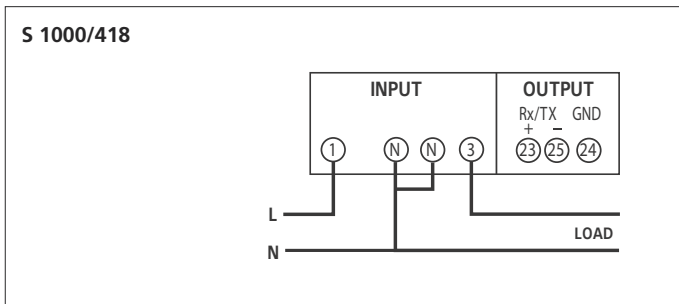 S 1000/418
INPUT OUTPUT
Rx/TX GND
+ –
1 N N 3 23 25 24
L
LOAD
N